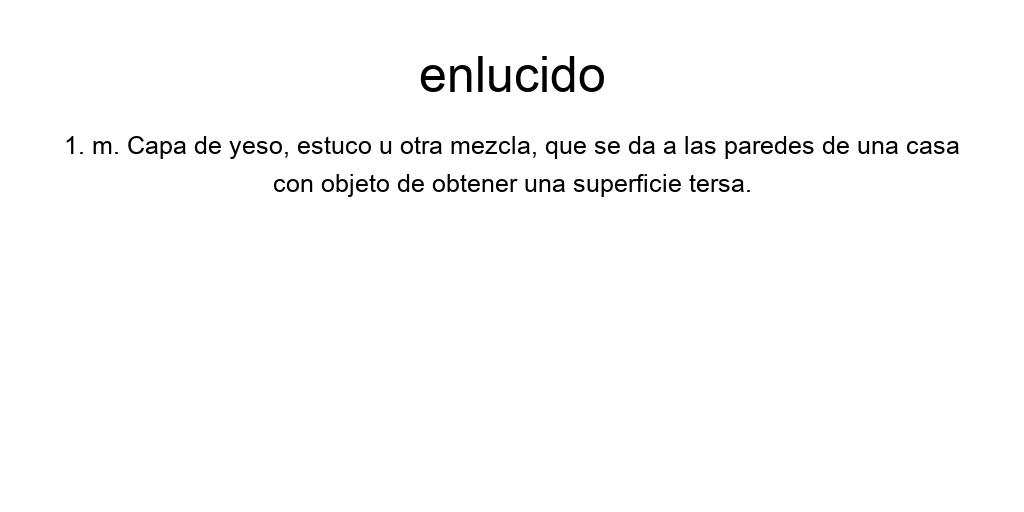 enlucido
1. m. Capa de yeso, estuco u otra mezcla, que se da a las paredes de una casa
con objeto de obtener una superficie tersa.